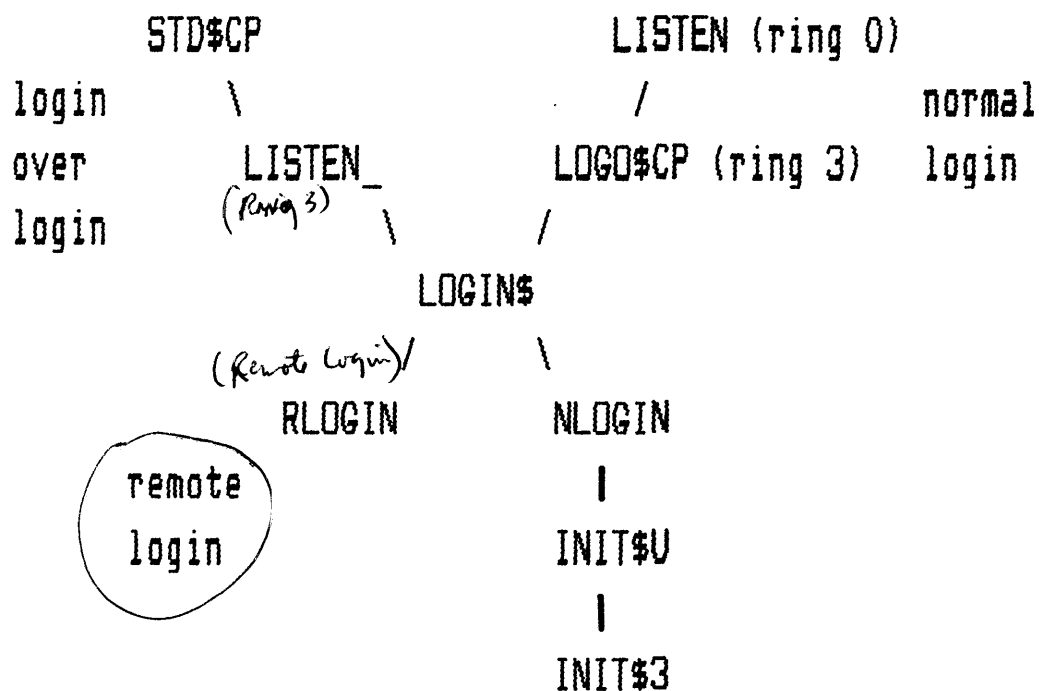 STD$CP LISTEN (ring 0)
login \ / normal
over LISTEN_ LOGO$CP (ring 3) login
(Ring 3)
login \ /
LOGIN$
(Remote Login) / \
RLOGIN NLOGIN
remote |
login INIT$U
|
INIT$3